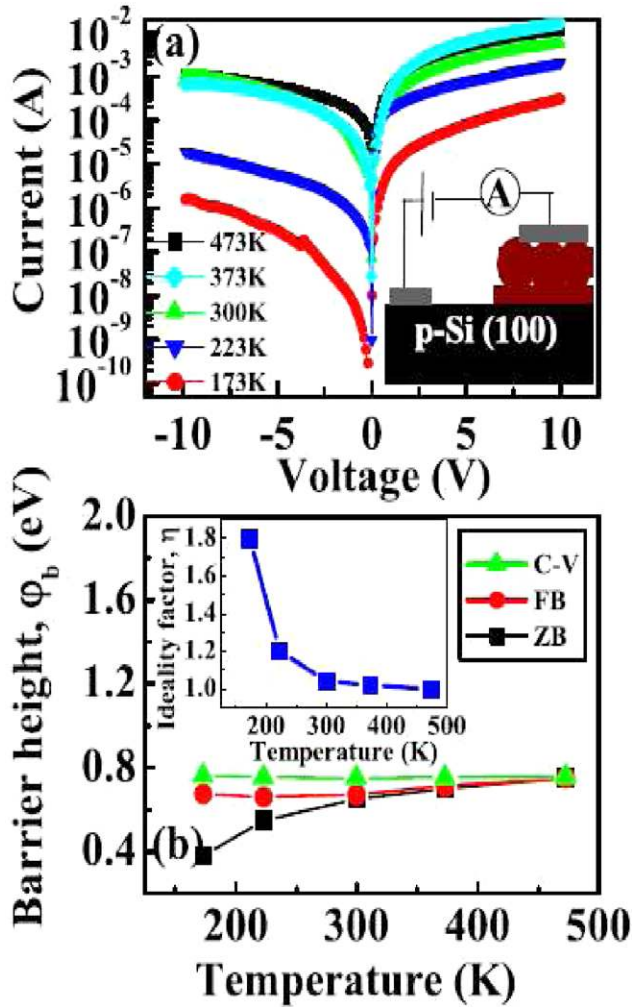 (a)
10⁻²
10⁻³
10⁻⁴
10⁻⁵
10⁻⁶
10⁻⁷
10⁻⁸
10⁻⁹
10⁻¹⁰
Current (A)
473K
373K
300K
223K
173K
A
p-Si (100)
-10 -5 0 5 10
Voltage (V)
2.0
1.6
1.2
0.8
0.4
Barrier height, φb (eV)
1.8
1.6
1.4
1.2
1.0
Ideality factor, η
200 300 400 500
Temperature (K)
C-V
FB
ZB
(b)
200 300 400 500
Temperature (K)